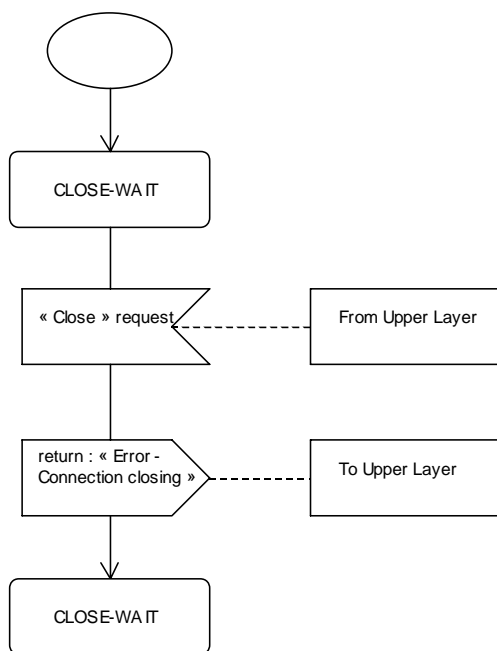 CLOSE-WAIT
« Close » request
From Upper Layer
return : « Error -
Connection closing »
To Upper Layer
CLOSE-WAIT